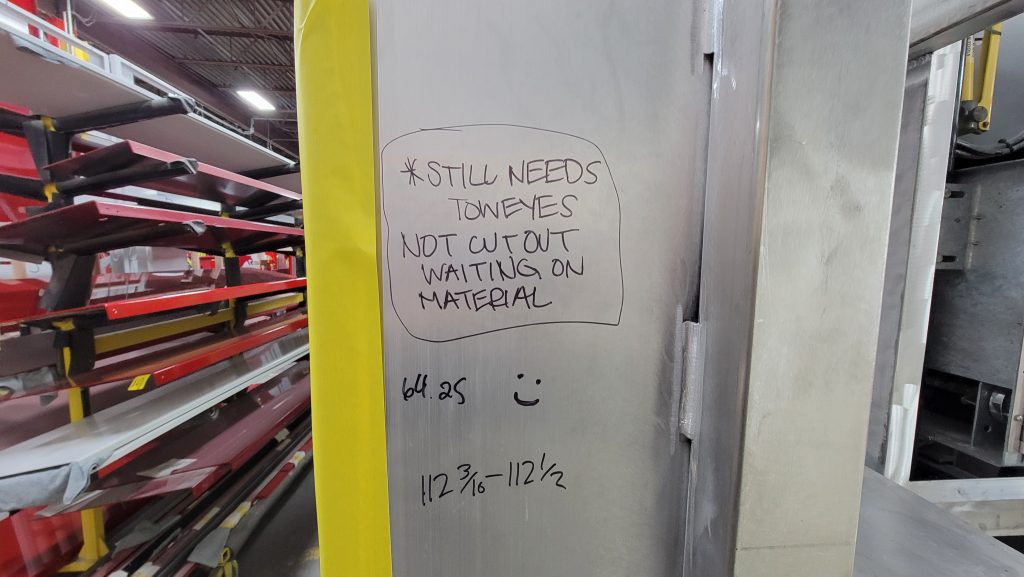 *STILL NEEDS
TOWEYES
NOT CUT OUT
WAITING ON
MATERIAL
64.25
112 3/16 - 112 1/2